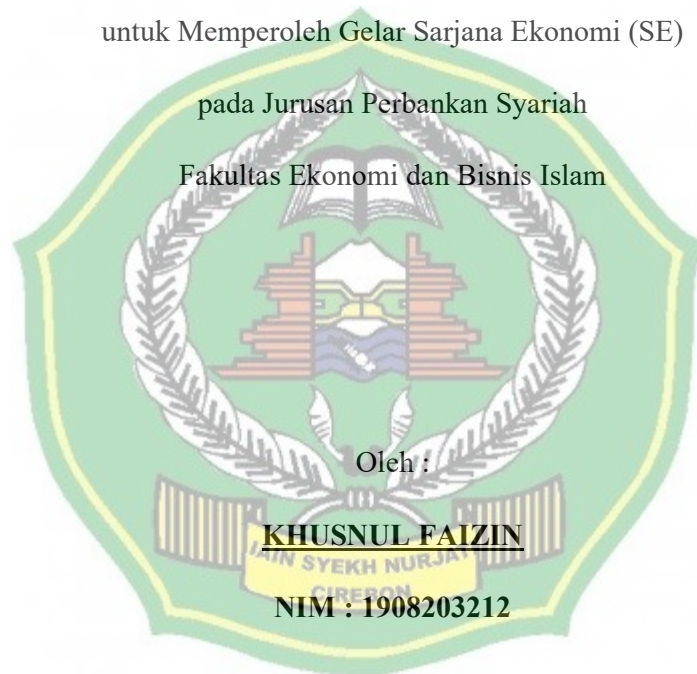 untuk Memperoleh Gelar Sarjana Ekonomi (SE)
pada Jurusan Perbankan Syariah
Fakultas Ekonomi dan Bisnis Islam
Oleh :
KHUSNUL FAIZIN
IAIN SYEKH NURJATI
CIREBON
NIM : 1908203212